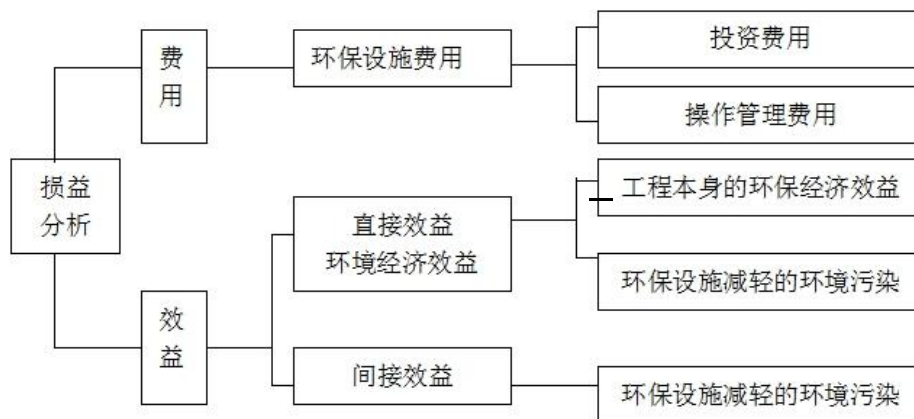 费
用
环保设施费用
投资费用
操作管理费用
损益
分析
直接效益
环境经济效益
工程本身的环保经济效益
环保设施减轻的环境污染
效
益
间接效益
环保设施减轻的环境污染